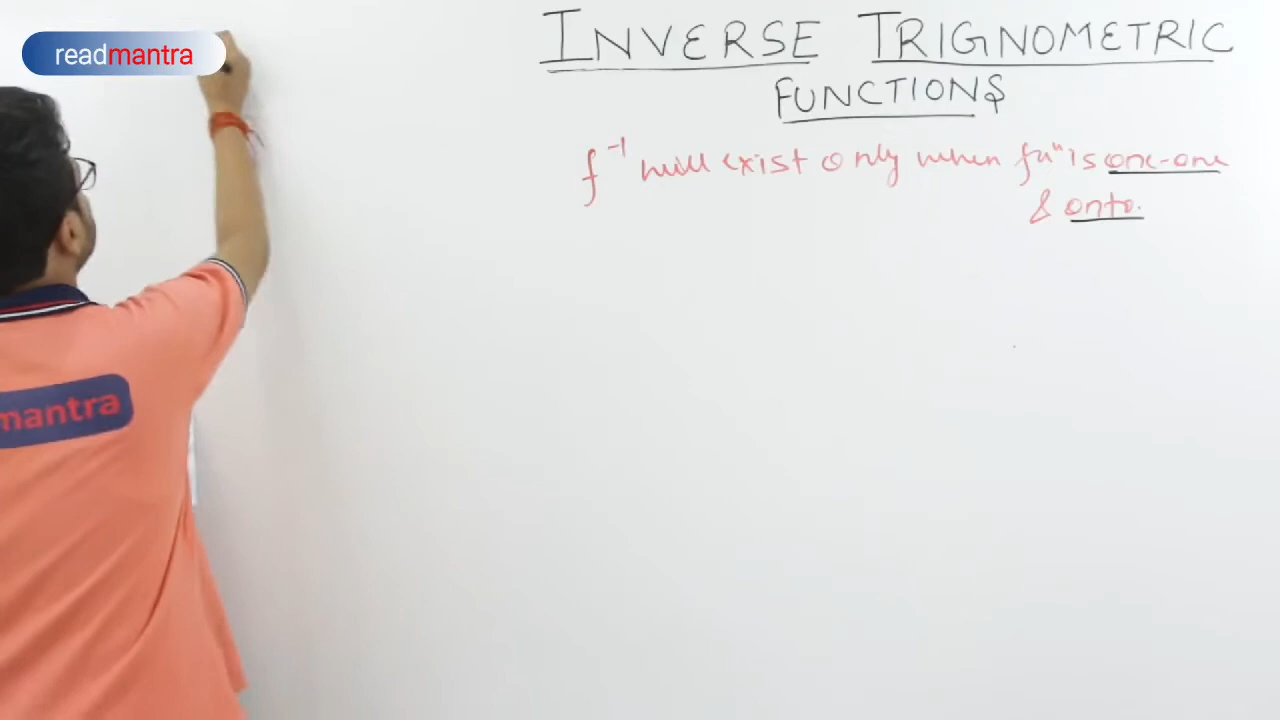 readmantra
INVERSE TRIGNOMETRIC
FUNCTIONS
f⁻¹ will exist only when fuⁿ is one-one
& onto.
mantra